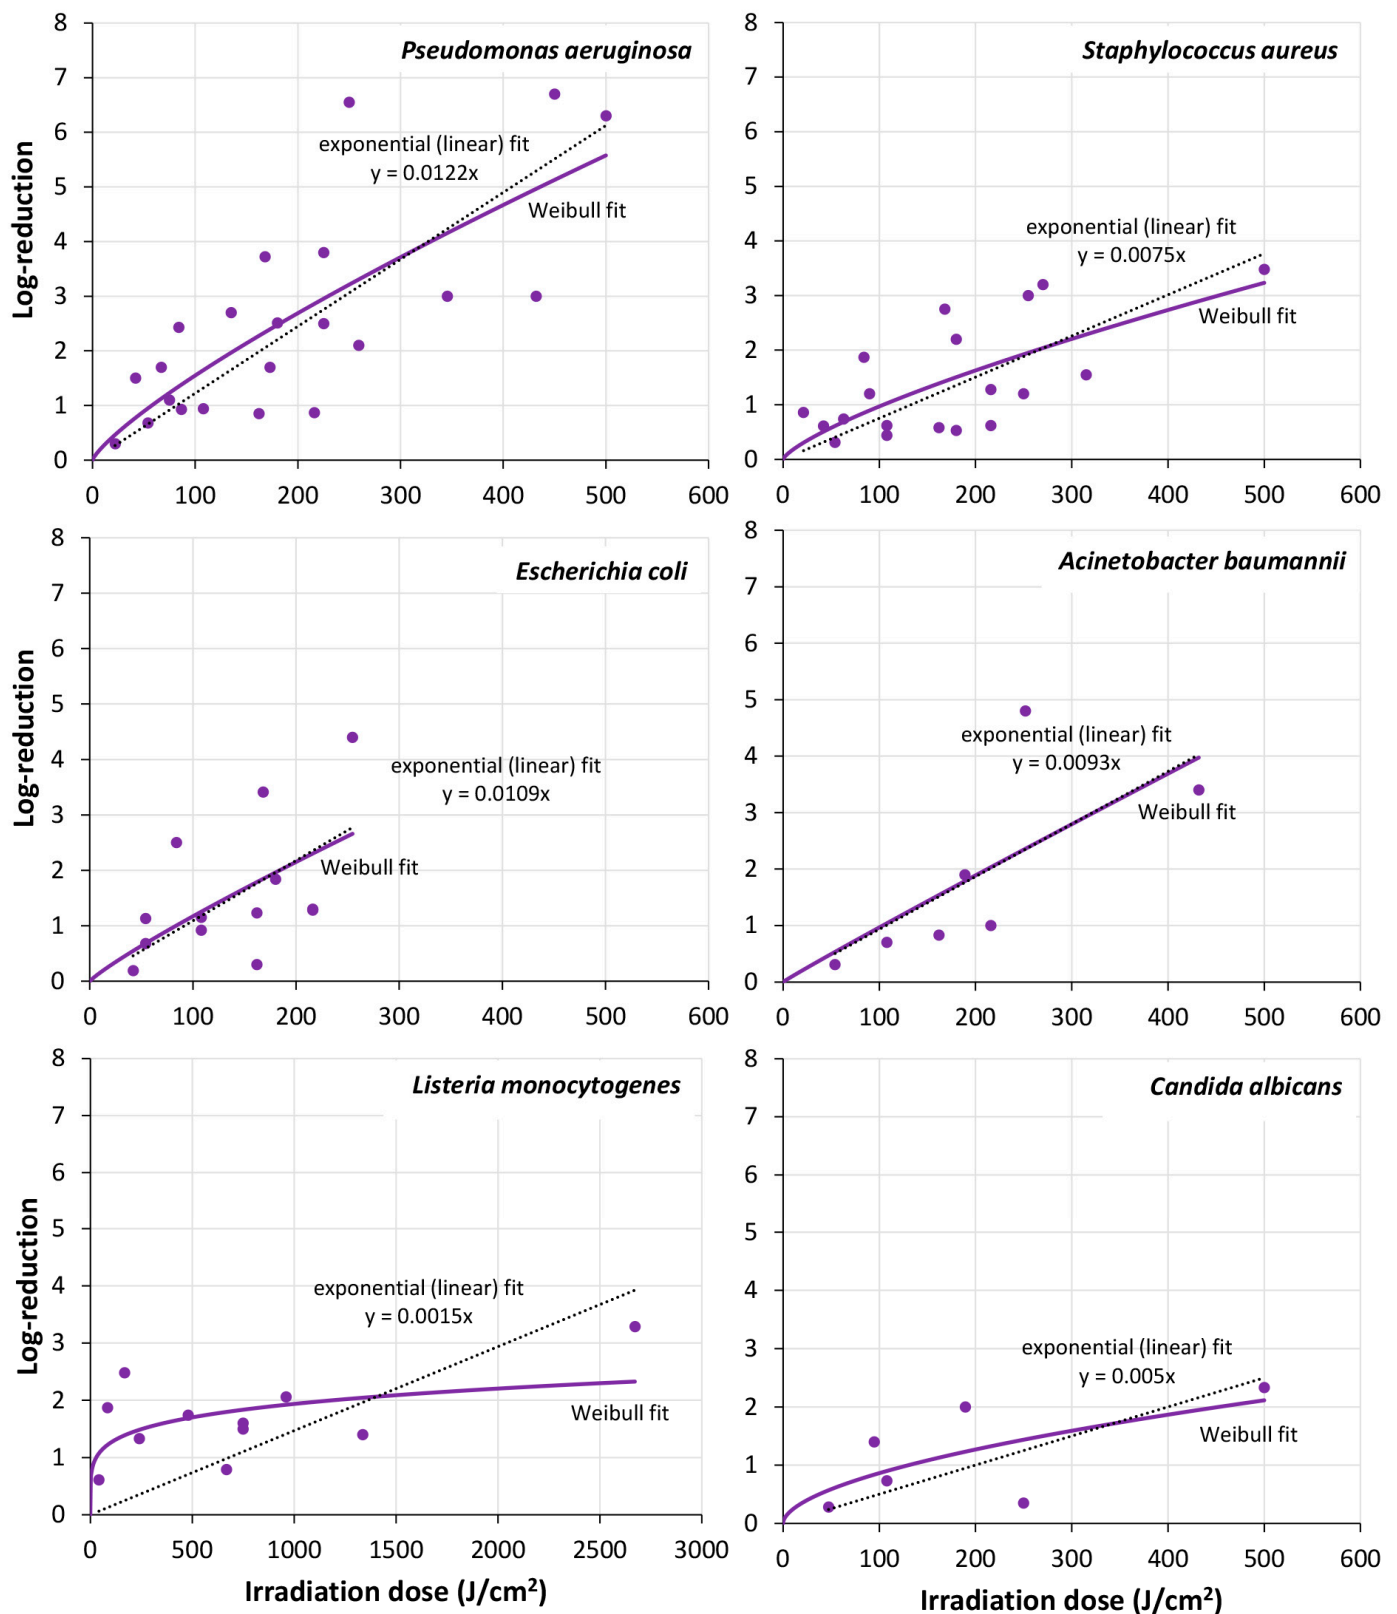 Pseudomonas aeruginosa
Log-reduction
8
7
6
5
4
3
2
1
0
exponential (linear) fit
y = 0.0122x
Weibull fit
0 100 200 300 400 500 600
Staphylococcus aureus
8
7
6
5
4
3
2
1
0
exponential (linear) fit
y = 0.0075x
Weibull fit
0 100 200 300 400 500 600
Escherichia coli
Log-reduction
8
7
6
5
4
3
2
1
0
exponential (linear) fit
y = 0.0109x
Weibull fit
0 100 200 300 400 500 600
Acinetobacter baumannii
8
7
6
5
4
3
2
1
0
exponential (linear) fit
y = 0.0093x
Weibull fit
0 100 200 300 400 500 600
Listeria monocytogenes
Log-reduction
8
7
6
5
4
3
2
1
0
exponential (linear) fit
y = 0.0015x
Weibull fit
0 500 1000 1500 2000 2500 3000
Irradiation dose (J/cm²)
Candida albicans
8
7
6
5
4
3
2
1
0
exponential (linear) fit
y = 0.005x
Weibull fit
0 100 200 300 400 500 600
Irradiation dose (J/cm²)